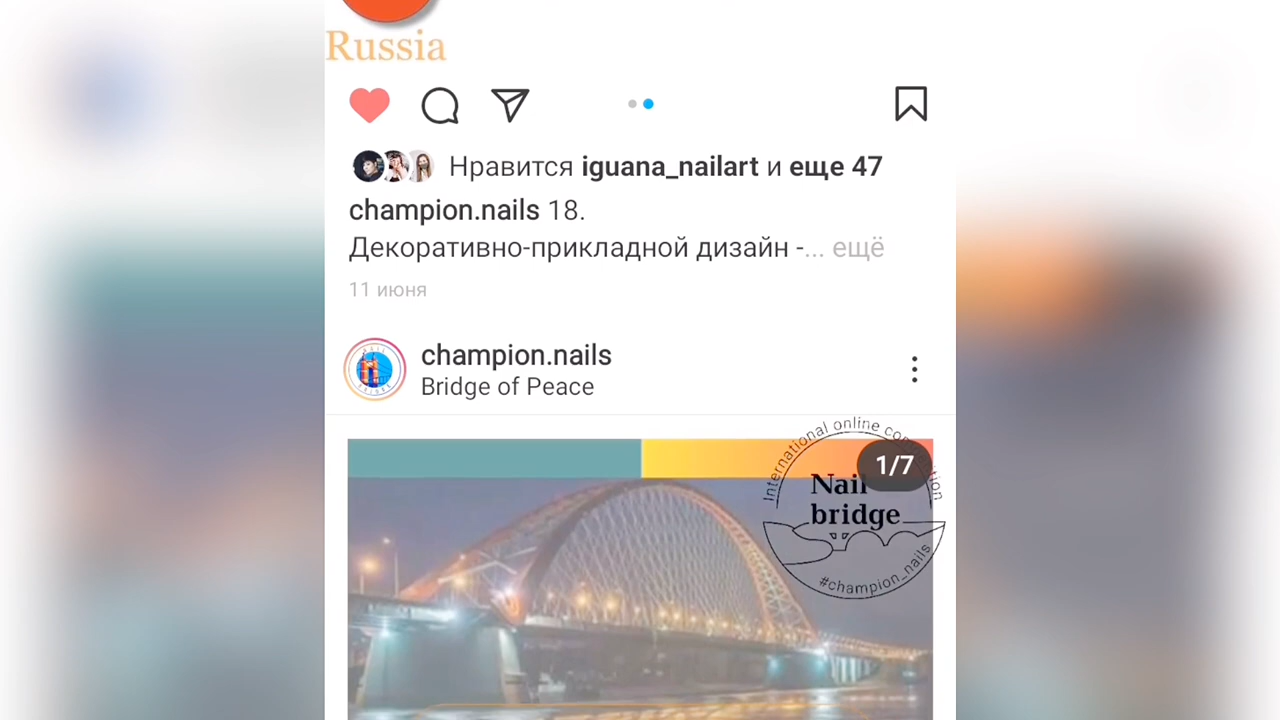 Russia
Нравится iguana_nailart и еще 47
champion.nails 18.
Декоративно-прикладной дизайн -... ещё
11 июня
champion.nails
Bridge of Peace
International online
1/7
Nail
bridge
#champion_nails